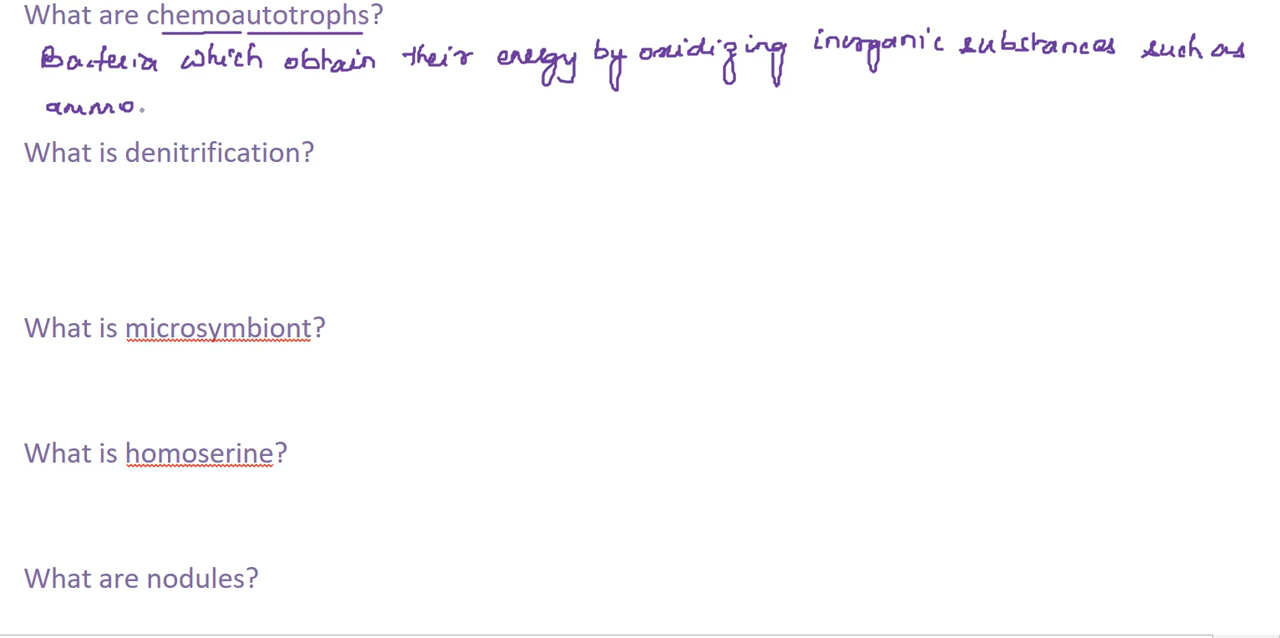 What are chemoautotrophs?
Bacteria which obtain their energy by oxidizing inorganic substances such as
ammo.
What is denitrification?
What is microsymbiont?
What is homoserine?
What are nodules?